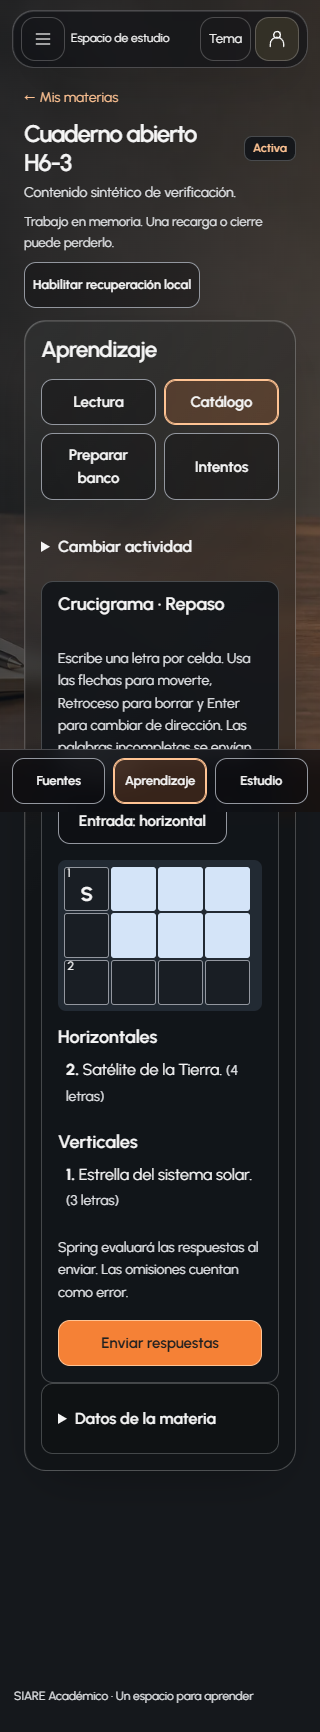 Espacio de estudio
Tema
← Mis materias
Cuaderno abierto
H6-3
Activa
Contenido sintético de verificación.
Trabajo en memoria. Una recarga o cierre
puede perderlo.
Habilitar recuperación local
Aprendizaje
Lectura
Catálogo
Preparar
banco
Intentos
Cambiar actividad
Crucigrama · Repaso
Escribe una letra por celda. Usa
las flechas para moverte,
Retroceso para borrar y Enter
para cambiar de dirección. Las
palabras incompletas se envían
Fuentes
Aprendizaje
Estudio
Entrada: horizontal
1
S
2
Horizontales
2. Satélite de la Tierra. (4
letras)
Verticales
1. Estrella del sistema solar.
(3 letras)
Spring evaluará las respuestas al
enviar. Las omisiones cuentan
como error.
Enviar respuestas
Datos de la materia
SIARE Académico · Un espacio para aprender